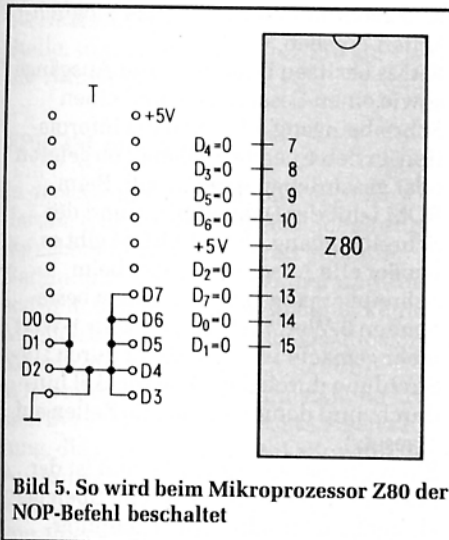 T
+5V
D7
D0 D6
D1 D5
D2 D4
D3
D₄=0 7
D₃=0 8
D₅=0 9
D₆=0 10
+5V
D₂=0 12
D₇=0 13
D₀=0 14
D₁=0 15
Z80
Bild 5. So wird beim Mikroprozessor Z80 der
NOP-Befehl beschaltet